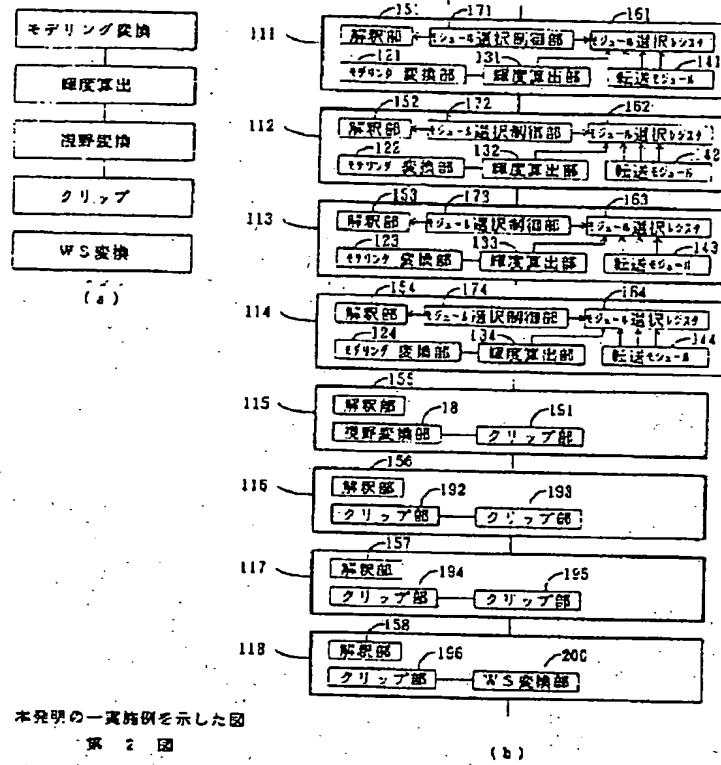 モデリング変換
輝度算出
視野変換
クリップ
WS変換
(a)
111
151
171
161
解釈部
モジュール選択制御部
モジュール選択レジスタ
121
131
141
モデリング 変換部
輝度算出部
転送モジュール
112
152
172
162
解釈部
モジュール選択制御部
モジュール選択レジスタ
122
132
142
モデリング 変換部
輝度算出部
転送モジュール
113
153
173
163
解釈部
モジュール選択制御部
モジュール選択レジスタ
123
133
143
モデリング 変換部
輝度算出部
転送モジュール
114
154
174
164
解釈部
モジュール選択制御部
モジュール選択レジスタ
124
134
144
モデリング 変換部
輝度算出部
転送モジュール
115
155
解釈部
18
191
視野変換部
クリップ部
116
156
解釈部
192
193
クリップ部
クリップ部
117
157
解釈部
194
195
クリップ部
クリップ部
118
158
解釈部
196
200
クリップ部
WS変換部
(b)
本発明の一実施例を示した図
第 2 図